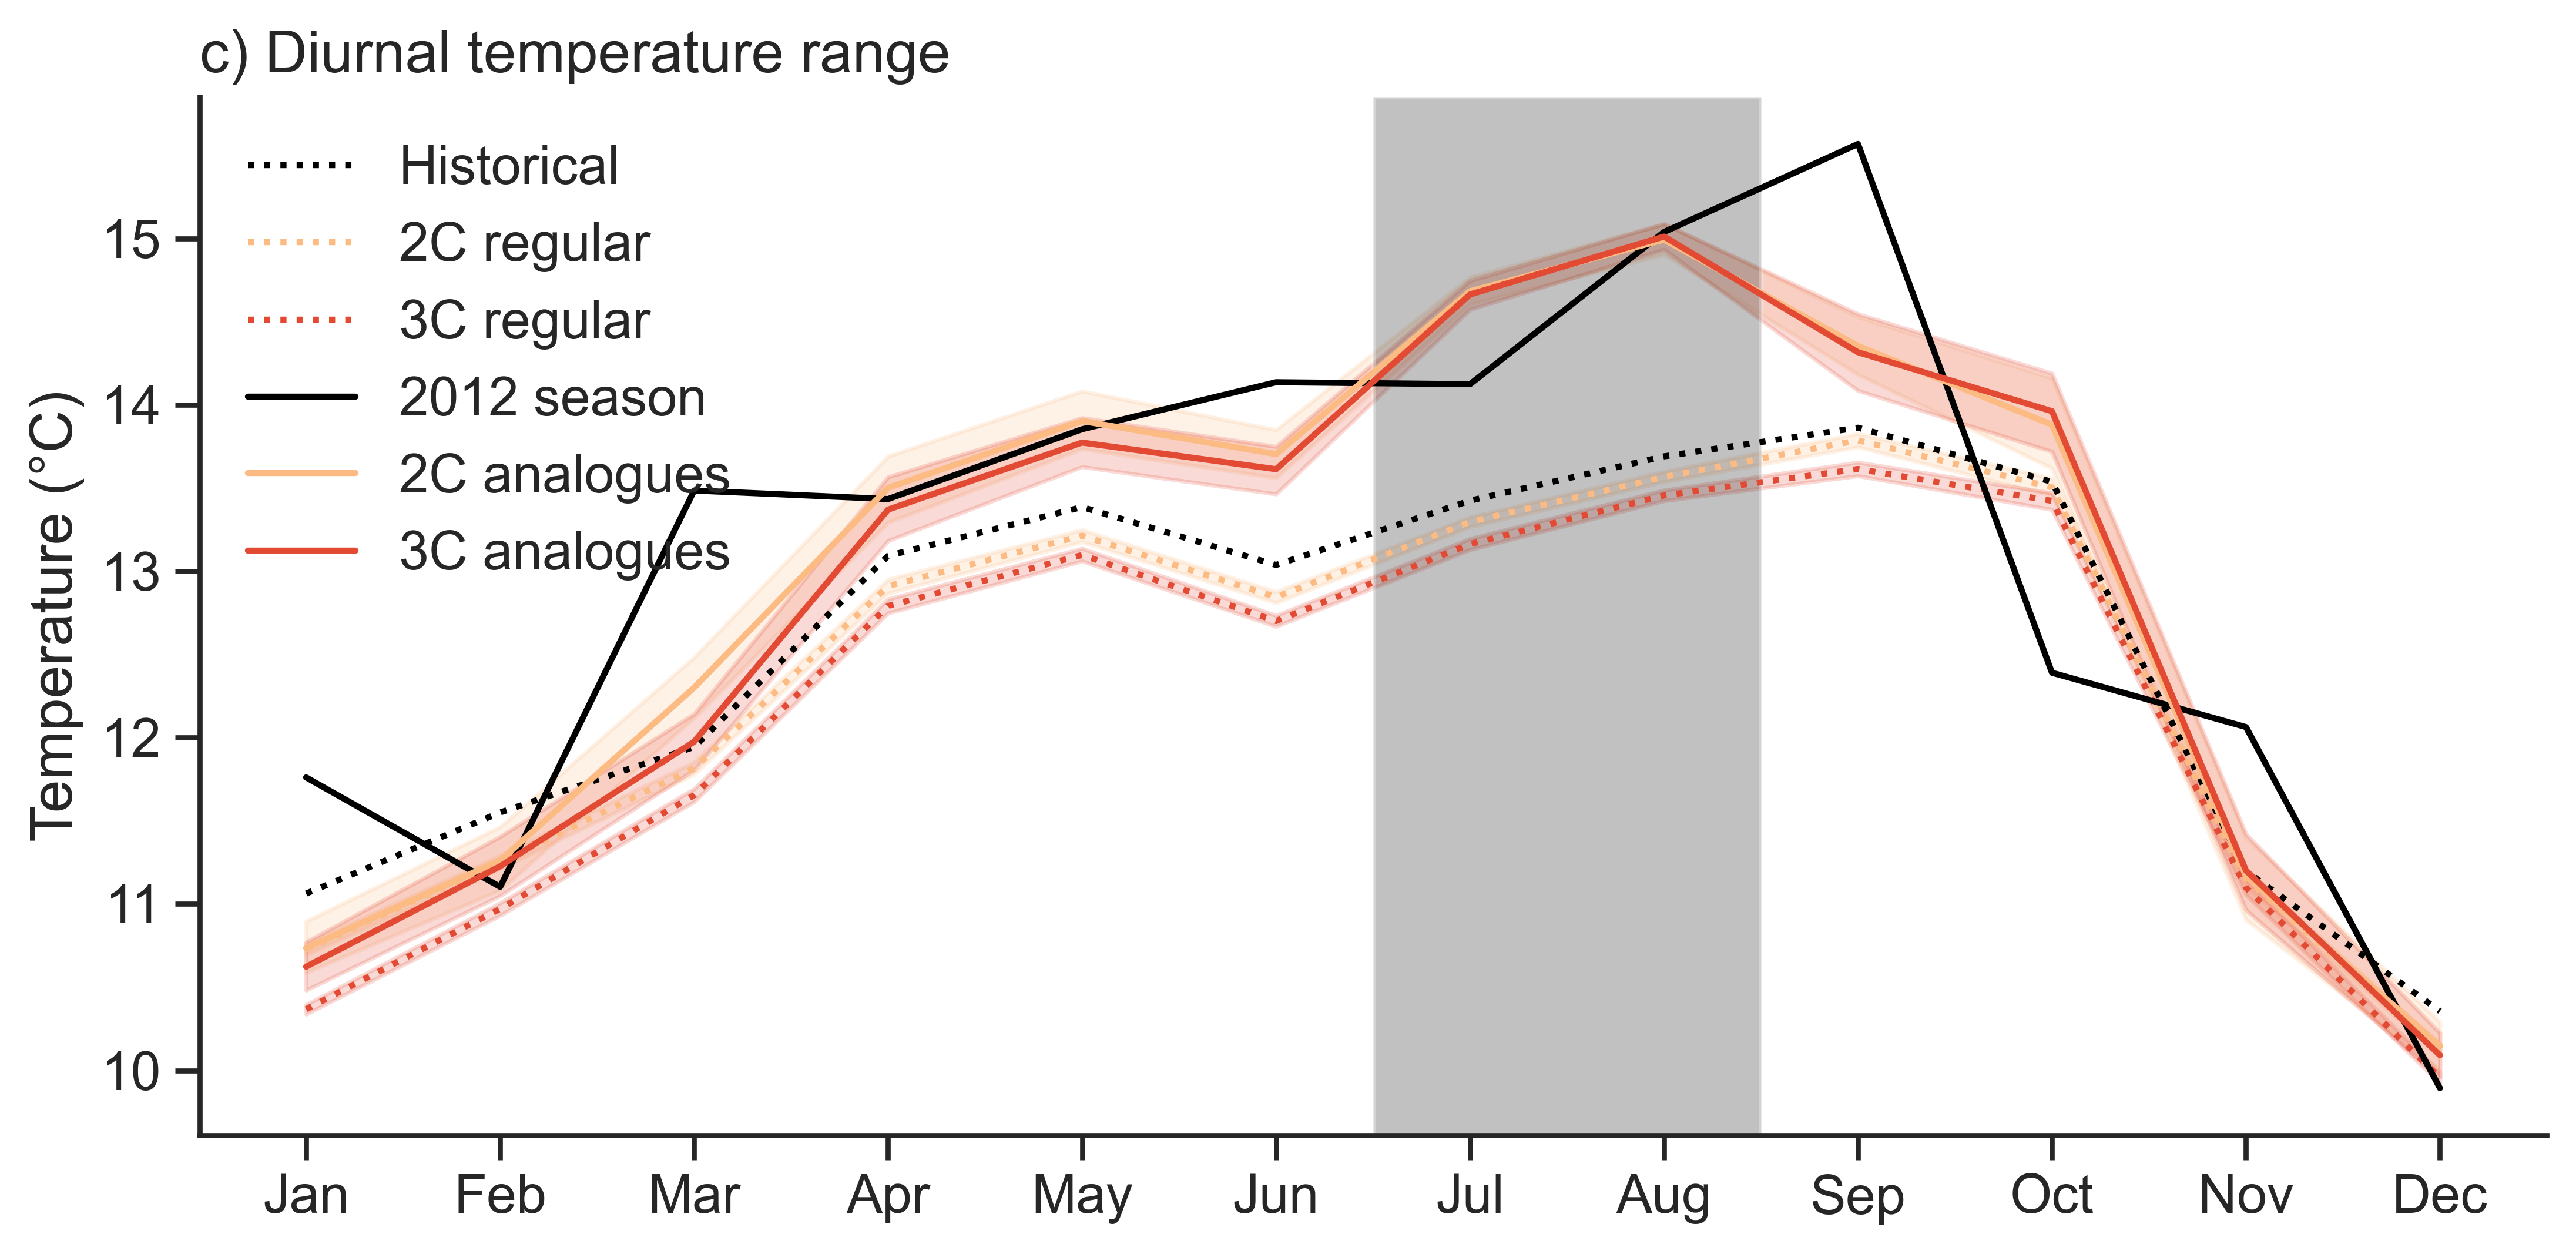 c) Diurnal temperature range
Historical
2C regular
3C regular
2012 season
2C analogues
3C analogues
Temperature (°C)
15
14
13
12
11
10
Jan Feb Mar Apr May Jun Jul Aug Sep Oct Nov Dec